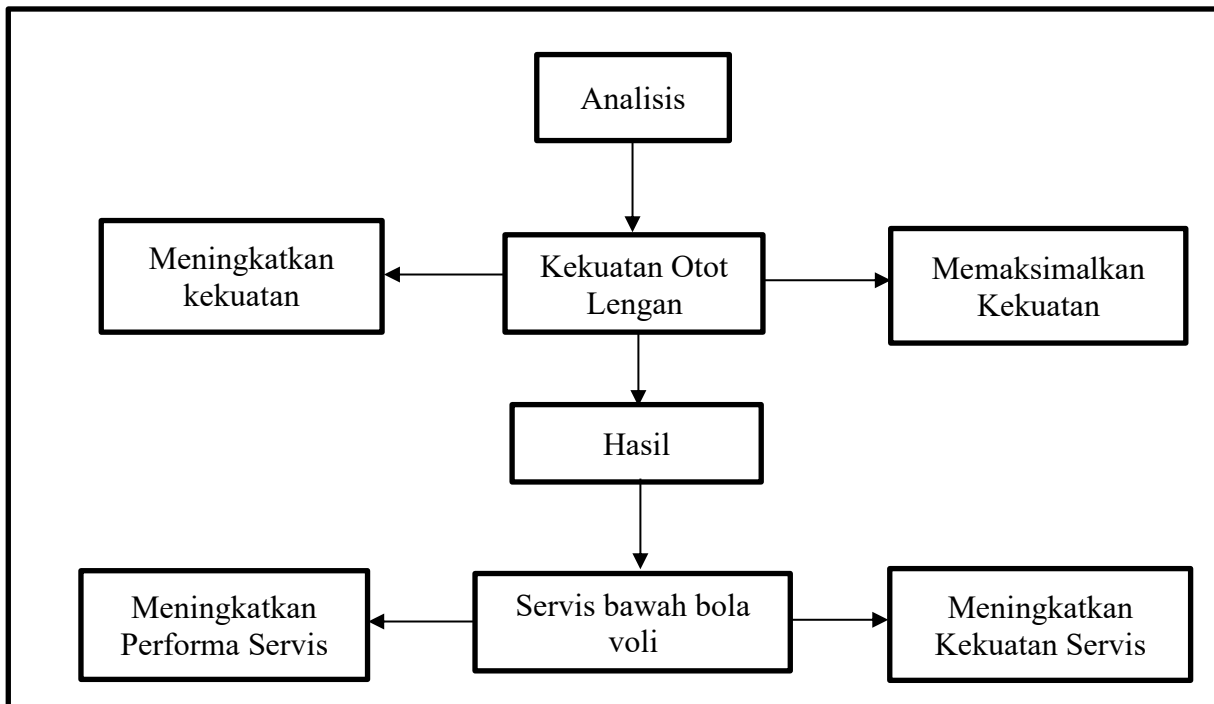 Analisis
Meningkatkan
kekuatan
Kekuatan Otot
Lengan
Memaksimalkan
Kekuatan
Hasil
Meningkatkan
Performa Servis
Servis bawah bola
voli
Meningkatkan
Kekuatan Servis